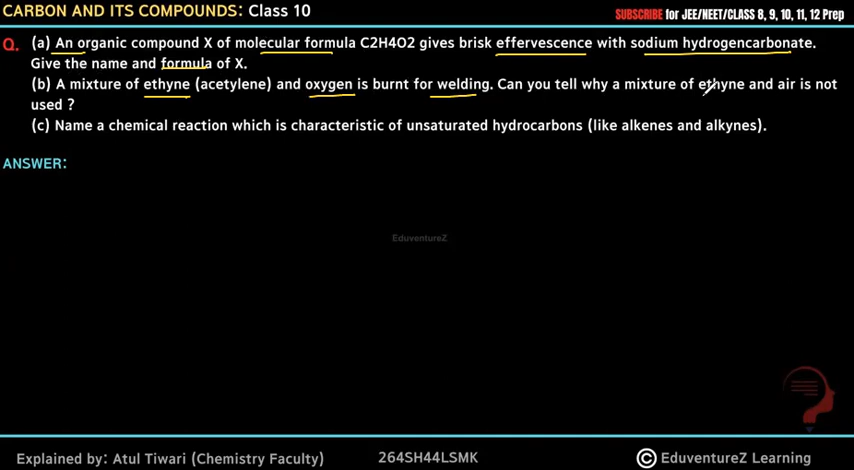 CARBON AND ITS COMPOUNDS: Class 10
SUBSCRIBE for JEE/NEET/CLASS 8, 9, 10, 11, 12 Prep
Q. (a) An organic compound X of molecular formula C2H4O2 gives brisk effervescence with sodium hydrogencarbonate.
Give the name and formula of X.
(b) A mixture of ethyne (acetylene) and oxygen is burnt for welding. Can you tell why a mixture of ethyne and air is not
used ?
(c) Name a chemical reaction which is characteristic of unsaturated hydrocarbons (like alkenes and alkynes).
ANSWER:
EduventureZ
Explained by: Atul Tiwari (Chemistry Faculty)
264SH44LSMK
© EduventureZ Learning